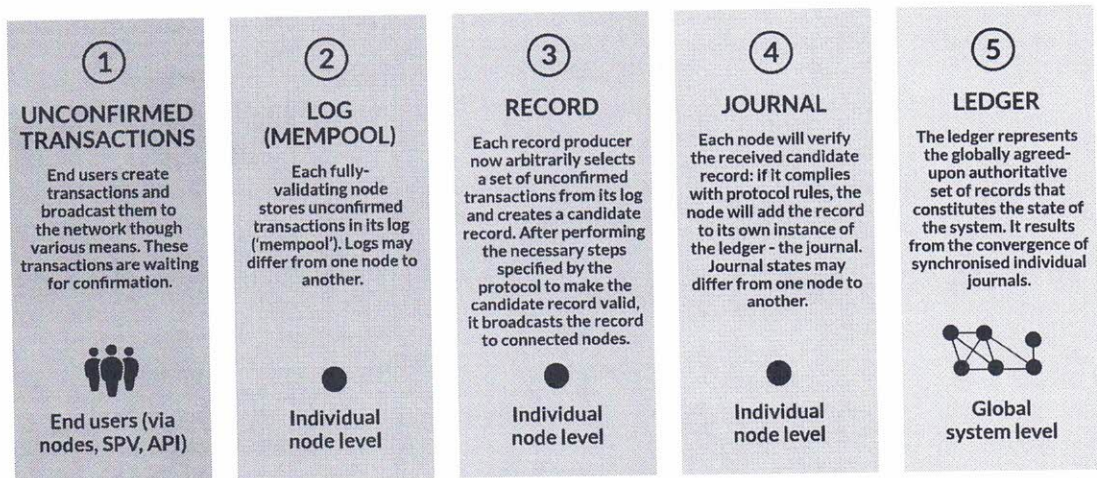 1
UNCONFIRMED
TRANSACTIONS
End users create
transactions and
broadcast them to
the network though
various means. These
transactions are waiting
for confirmation.
End users (via
nodes, SPV, API)
2
LOG
(MEMPOOL)
Each fully-
validating node
stores unconfirmed
transactions in its log
('mempool'). Logs may
differ from one node to
another.
Individual
node level
3
RECORD
Each record producer
now arbitrarily selects
a set of unconfirmed
transactions from its log
and creates a candidate
record. After performing
the necessary steps
specified by the
protocol to make the
candidate record valid,
it broadcasts the record
to connected nodes.
Individual
node level
4
JOURNAL
Each node will verify
the received candidate
record: if it complies
with protocol rules, the
node will add the record
to its own instance of
the ledger - the journal.
Journal states may
differ from one node to
another.
Individual
node level
5
LEDGER
The ledger represents
the globally agreed-
upon authoritative
set of records that
constitutes the state of
the system. It results
from the convergence of
synchronised individual
journals.
Global
system level